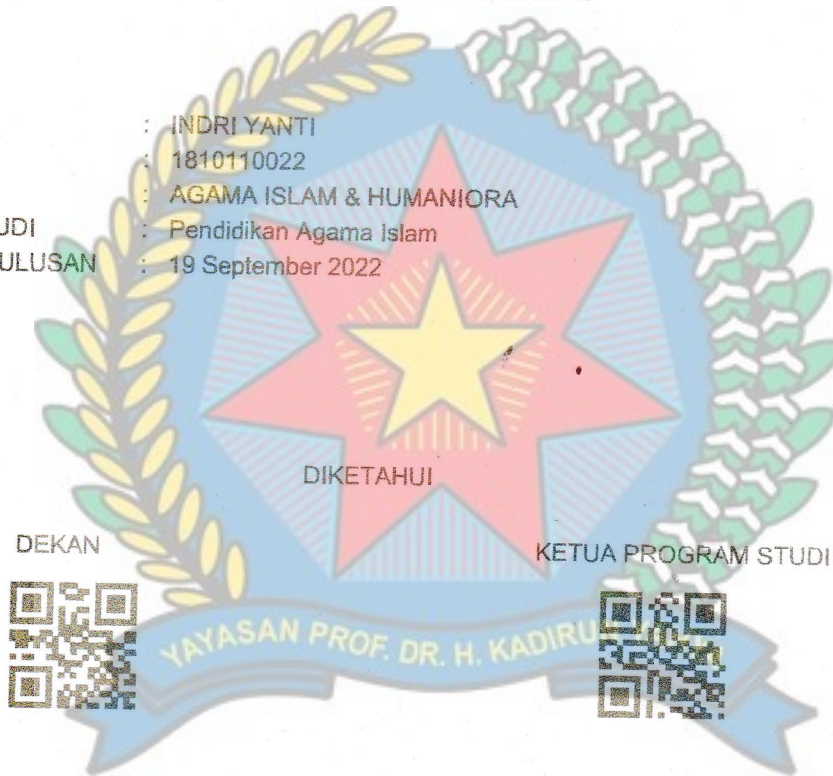 : INDRI YANTI
: 1810110022
: AGAMA ISLAM & HUMANIORA
UDI : Pendidikan Agama Islam
ULUSAN : 19 September 2022
DIKETAHUI
DEKAN
KETUA PROGRAM STUDI
YAYASAN PROF. DR. H. KADIRUN